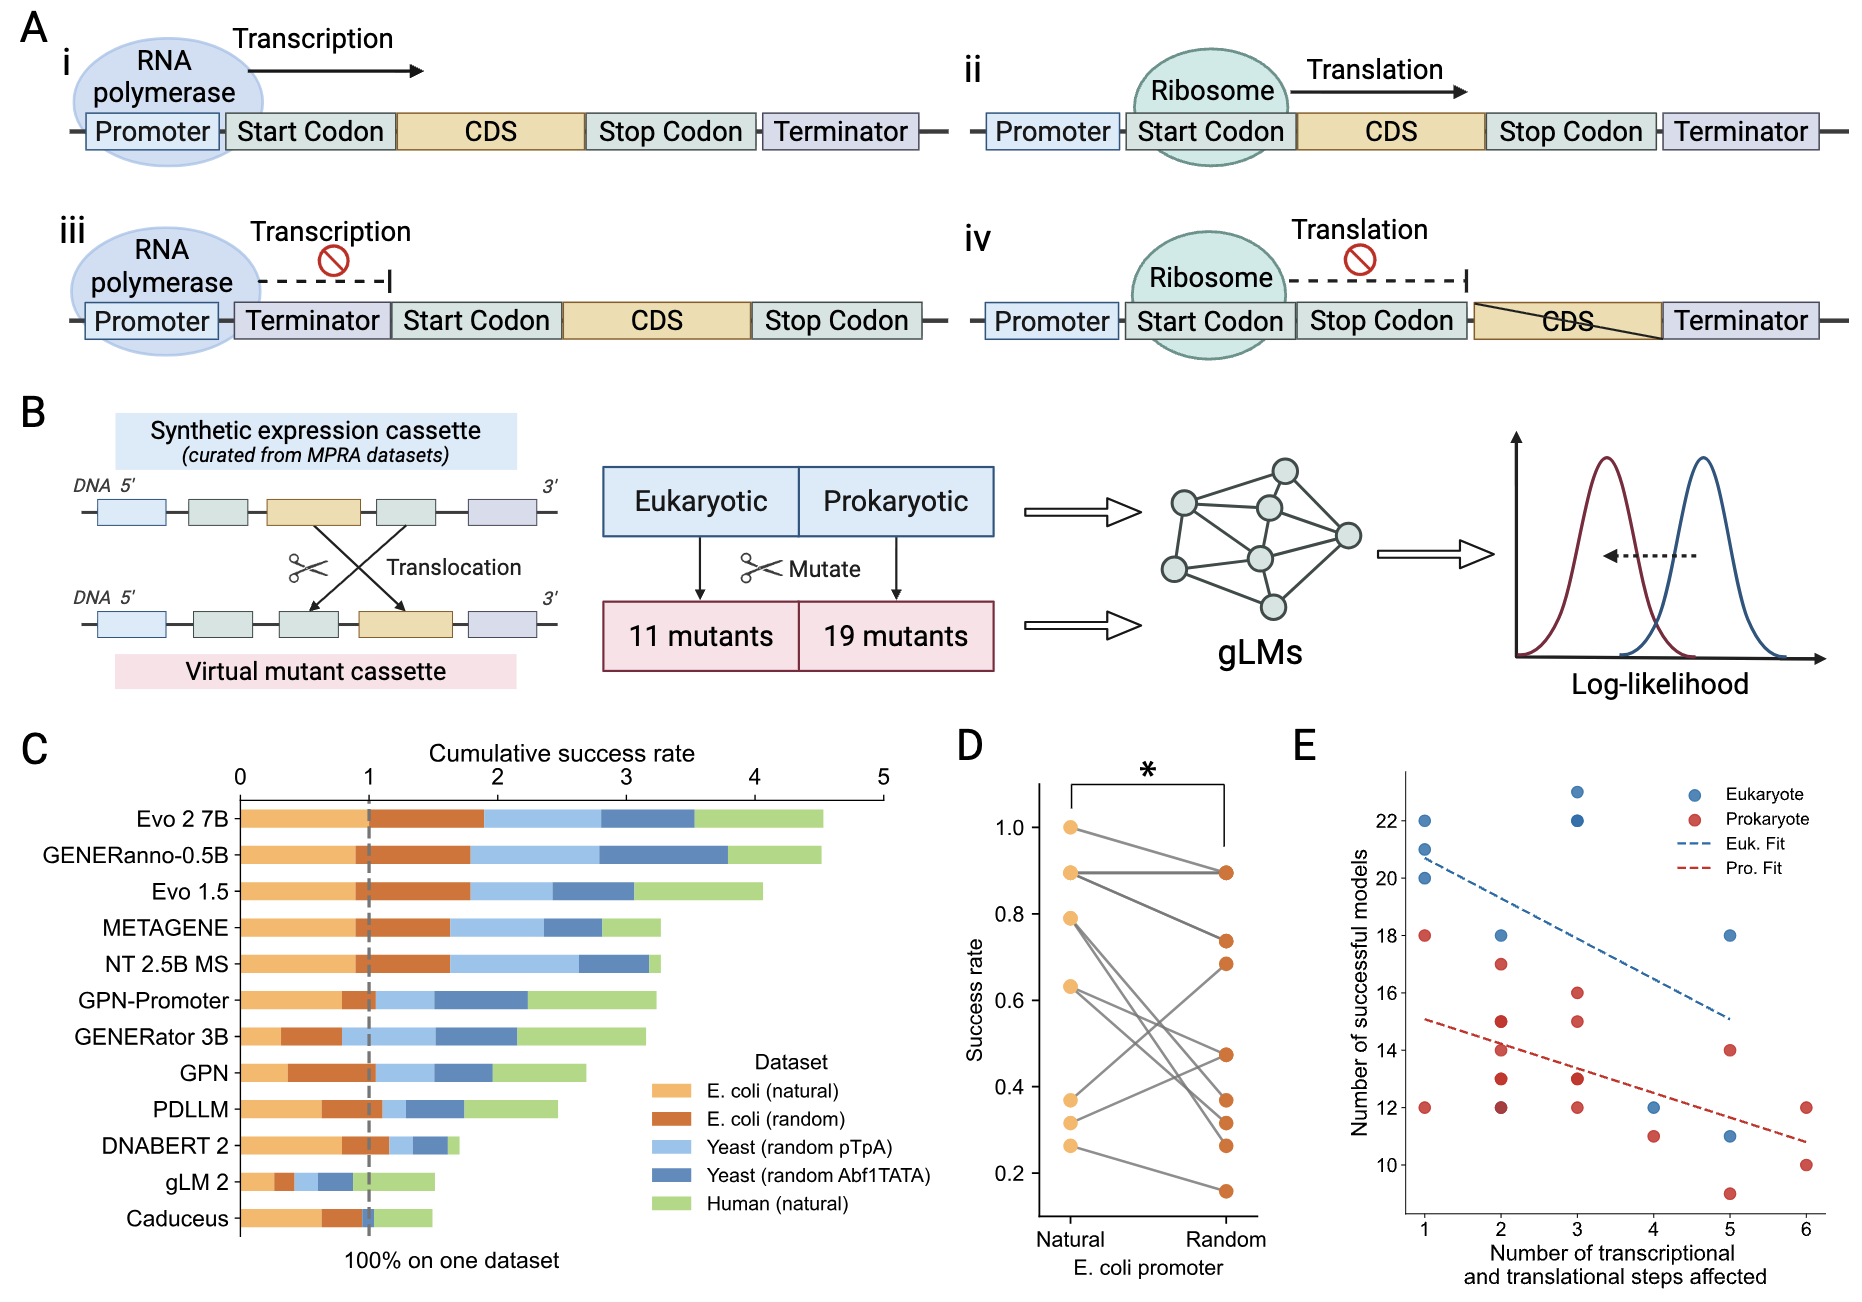 A
i
RNA
polymerase
Transcription
Promoter
Start Codon
CDS
Stop Codon
Terminator
ii
Ribosome
Translation
Promoter
Start Codon
CDS
Stop Codon
Terminator
iii
RNA
polymerase
Transcription
Promoter
Terminator
Start Codon
CDS
Stop Codon
iv
Ribosome
Translation
Promoter
Start Codon
Stop Codon
CDS
Terminator
B
Synthetic expression cassette
(curated from MPRA datasets)
DNA 5'
3'
Translocation
DNA 5'
3'
Virtual mutant cassette
Eukaryotic
Prokaryotic
Mutate
11 mutants
19 mutants
gLMs
Log-likelihood
C
Cumulative success rate
0 1 2 3 4 5
Evo 2 7B
GENERanno-0.5B
Evo 1.5
METAGENE
NT 2.5B MS
GPN-Promoter
GENERator 3B
GPN
PDLLM
DNABERT 2
gLM 2
Caduceus
100% on one dataset
Dataset
E. coli (natural)
E. coli (random)
Yeast (random pTpA)
Yeast (random Abf1TATA)
Human (natural)
D
*
Success rate
1.0
0.8
0.6
0.4
0.2
Natural
Random
E. coli promoter
E
Number of successful models
22
20
18
16
14
12
10
Eukaryote
Prokaryote
Euk. Fit
Pro. Fit
1 2 3 4 5 6
Number of transcriptional
and translational steps affected